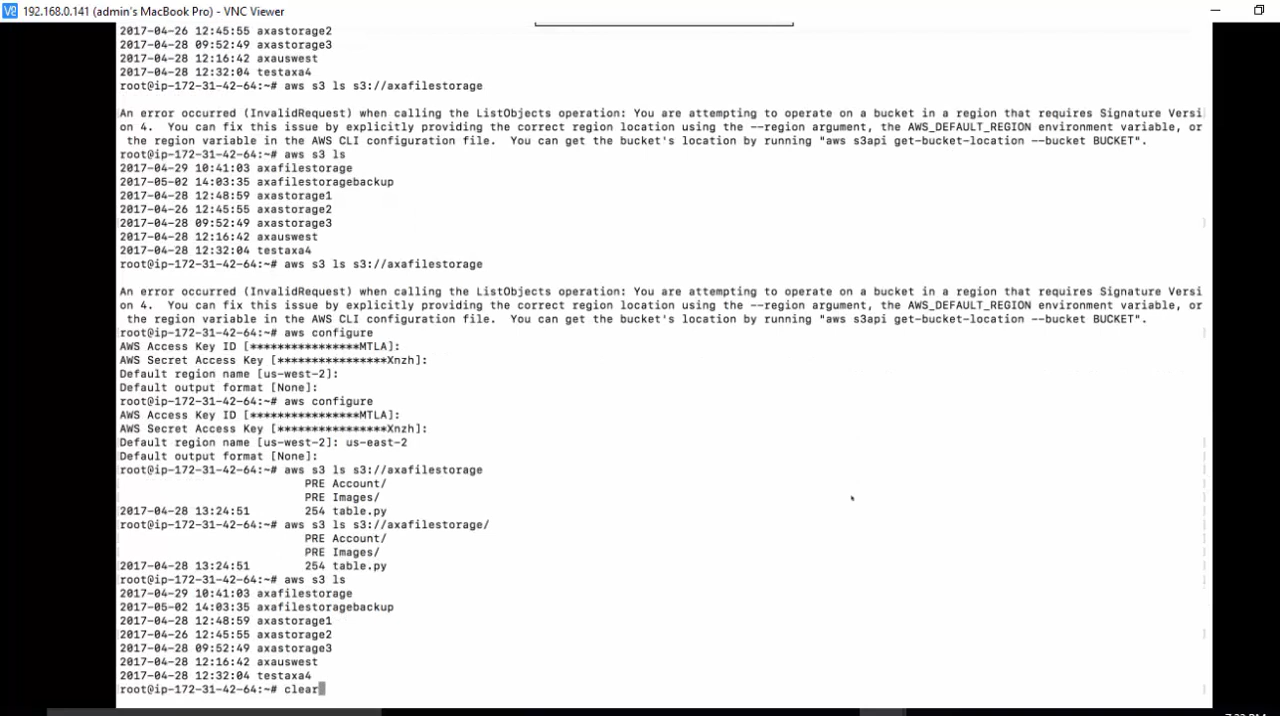 192.168.0.141 (admin's MacBook Pro) - VNC Viewer
2017-04-26 12:45:55 axastorage2
2017-04-28 09:52:49 axastorage3
2017-04-28 12:16:42 axauswest
2017-04-28 12:32:04 testaxa4
root@ip-172-31-42-64:~# aws s3 ls s3://axafilestorage
An error occurred (InvalidRequest) when calling the ListObjects operation: You are attempting to operate on a bucket in a region that requires Signature Versi
on 4.  You can fix this issue by explicitly providing the correct region location using the --region argument, the AWS_DEFAULT_REGION environment variable, or
 the region variable in the AWS CLI configuration file.  You can get the bucket's location by running "aws s3api get-bucket-location --bucket BUCKET".
root@ip-172-31-42-64:~# aws s3 ls
2017-04-29 10:41:03 axafilestorage
2017-05-02 14:03:35 axafilestoragebackup
2017-04-28 12:48:59 axastorage1
2017-04-26 12:45:55 axastorage2
2017-04-28 09:52:49 axastorage3
2017-04-28 12:16:42 axauswest
2017-04-28 12:32:04 testaxa4
root@ip-172-31-42-64:~# aws s3 ls s3://axafilestorage
An error occurred (InvalidRequest) when calling the ListObjects operation: You are attempting to operate on a bucket in a region that requires Signature Versi
on 4.  You can fix this issue by explicitly providing the correct region location using the --region argument, the AWS_DEFAULT_REGION environment variable, or
 the region variable in the AWS CLI configuration file.  You can get the bucket's location by running "aws s3api get-bucket-location --bucket BUCKET".
root@ip-172-31-42-64:~# aws configure
AWS Access Key ID [****************MTLA]:
AWS Secret Access Key [****************Xnzh]:
Default region name [us-west-2]:
Default output format [None]:
root@ip-172-31-42-64:~# aws configure
AWS Access Key ID [****************MTLA]:
AWS Secret Access Key [****************Xnzh]:
Default region name [us-west-2]: us-east-2
Default output format [None]:
root@ip-172-31-42-64:~# aws s3 ls s3://axafilestorage
PRE Account/
PRE Images/
2017-04-28 13:24:51        254 table.py
root@ip-172-31-42-64:~# aws s3 ls s3://axafilestorage/
PRE Account/
PRE Images/
2017-04-28 13:24:51        254 table.py
root@ip-172-31-42-64:~# aws s3 ls
2017-04-29 10:41:03 axafilestorage
2017-05-02 14:03:35 axafilestoragebackup
2017-04-28 12:48:59 axastorage1
2017-04-26 12:45:55 axastorage2
2017-04-28 09:52:49 axastorage3
2017-04-28 12:16:42 axauswest
2017-04-28 12:32:04 testaxa4
root@ip-172-31-42-64:~# clear